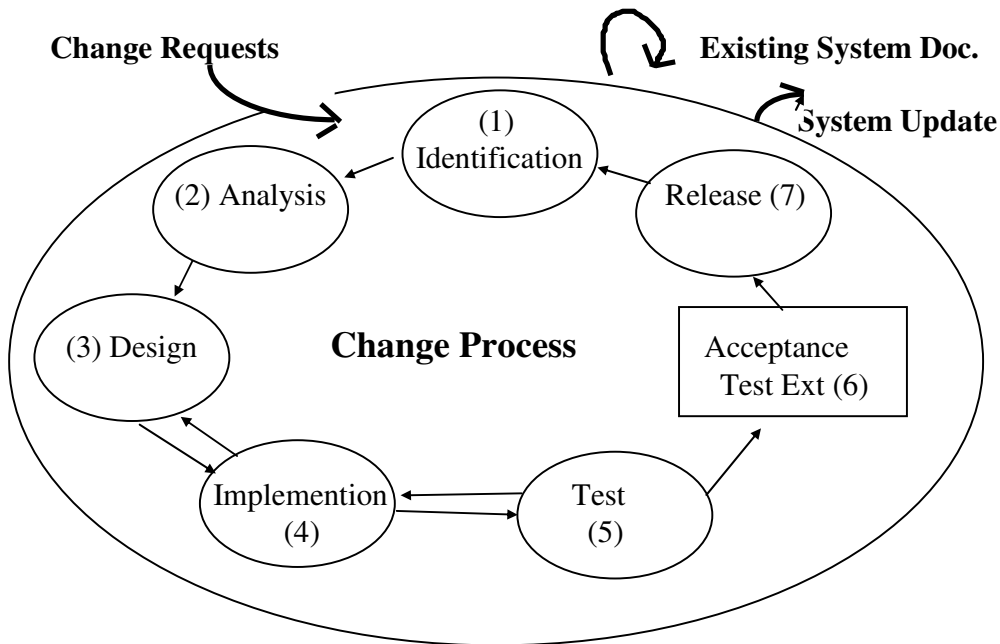 Change Requests
Existing System Doc.
System Update
(1)
Identification
(2) Analysis
Release (7)
(3) Design
Change Process
Acceptance
Test Ext (6)
Implemention
(4)
Test
(5)